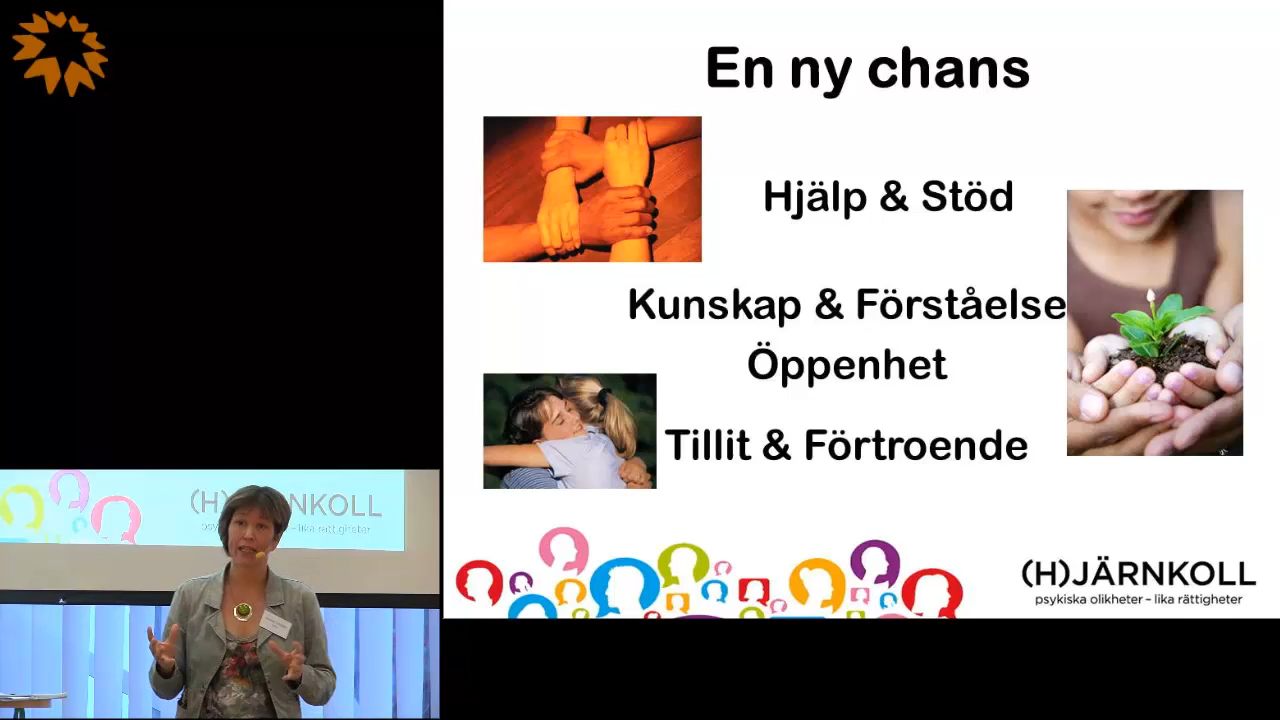 En ny chans
Hjälp & Stöd
Kunskap & Förståelse
Öppenhet
Tillit & Förtroende
(H)JÄRNKOLL
psykiska olikheter – lika rättigheter